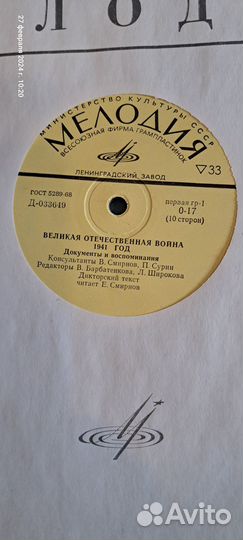 27 февраля 2024 г. 10:20
ЛОД
МИНИСТЕРСТВО КУЛЬТУРЫ СССР
МЕЛОДИЯ
ВСЕСОЮЗНАЯ ФИРМА ГРАМПЛАСТИНОК
ЛЕНИНГРАДСКИЙ ЗАВОД
▽33
ГОСТ 5289-68
Д-033649
первая гр-1
0-17
(10 сторон)
ВЕЛИКАЯ ОТЕЧЕСТВЕННАЯ ВОЙНА
1941 ГОД
Документы и воспоминания
Консультанты В. Смирнов, П. Сурин
Редакторы В. Барбатенкова, Л. Широкова
Дикторский текст
читает Е. Смирнов
Avito